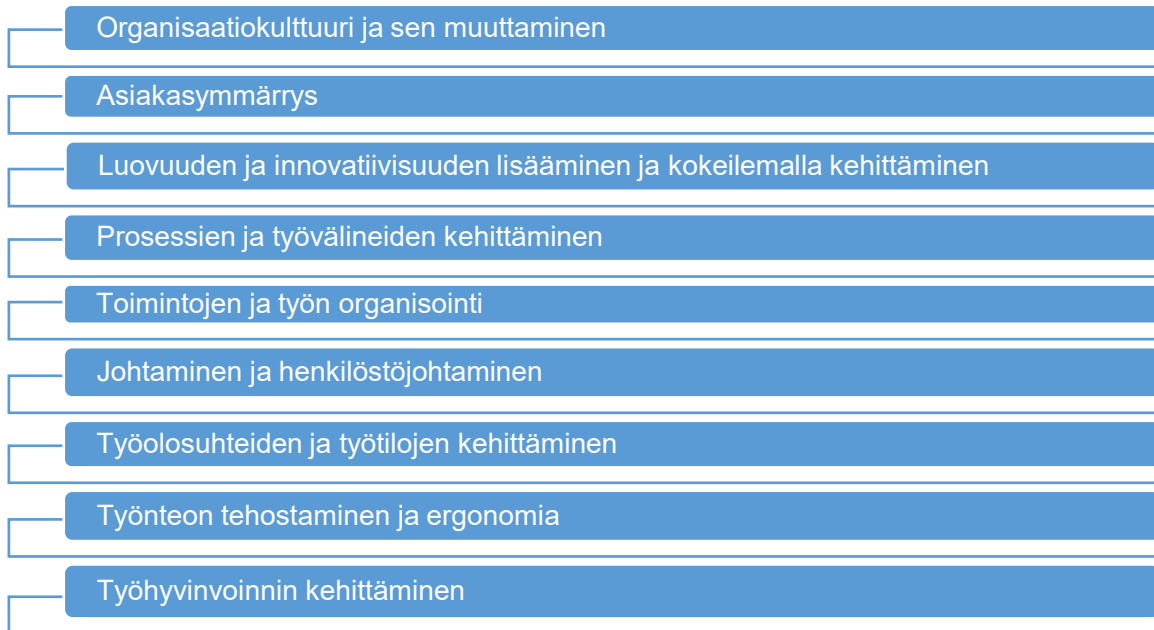 Organisaatiokulttuuri ja sen muuttaminen
Asiakasymmärrys
Luovuuden ja innovatiivisuuden lisääminen ja kokeilemalla kehittäminen
Prosessien ja työvälineiden kehittäminen
Toimintojen ja työn organisointi
Johtaminen ja henkilöstöjohtaminen
Työolosuhteiden ja työtilojen kehittäminen
Työnteon tehostaminen ja ergonomia
Työhyvinvoinnin kehittäminen